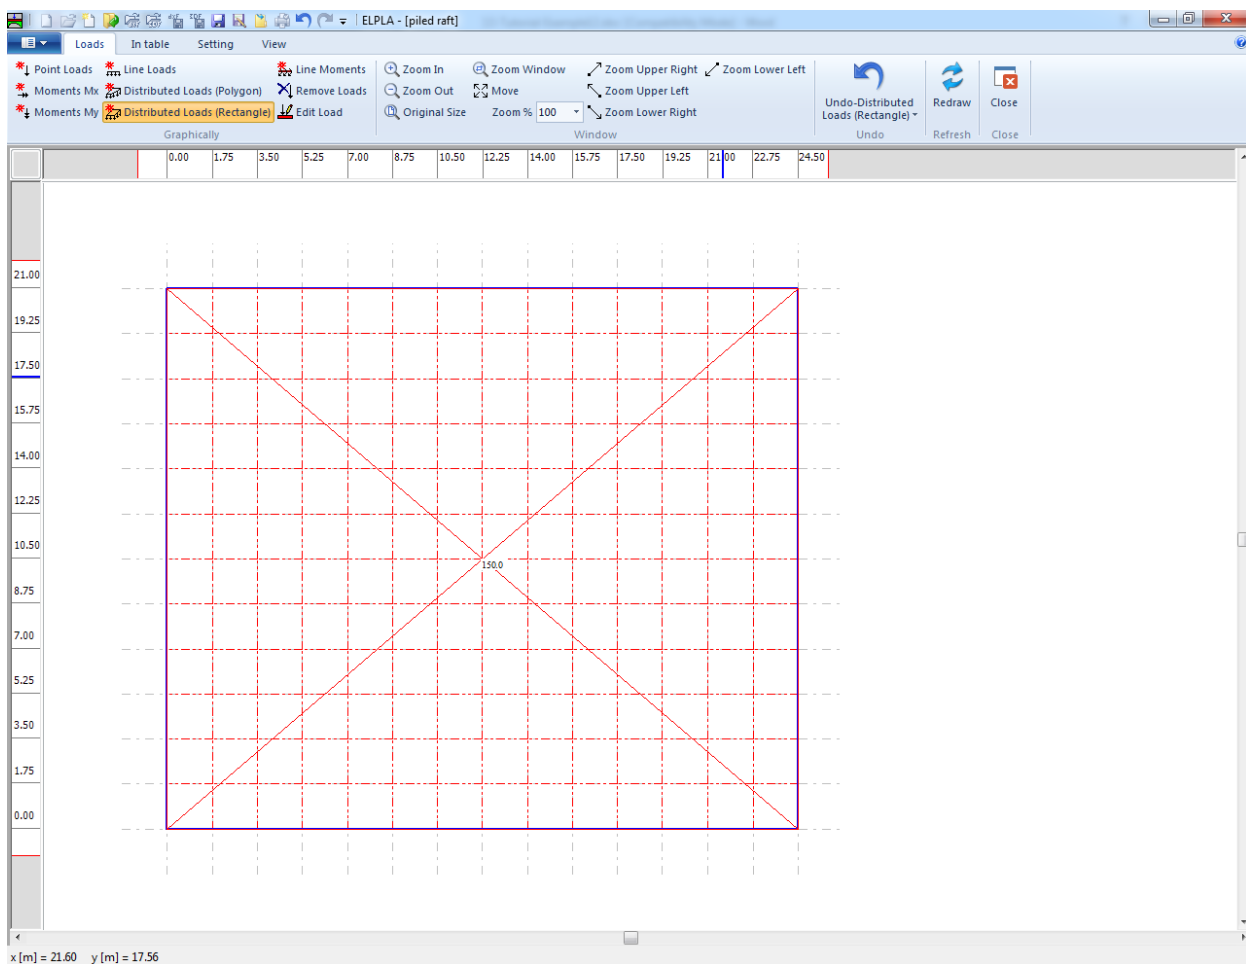 ELPLA - [piled raft]
Loads In table Setting View
Point Loads Line Loads Line Moments Zoom In Zoom Window Zoom Upper Right Zoom Lower Left
Moments Mx Distributed Loads (Polygon) Remove Loads Zoom Out Move Zoom Upper Left
Moments My Distributed Loads (Rectangle) Edit Load Original Size Zoom % 100 Zoom Lower Right
Undo-Distributed
Loads (Rectangle)
Redraw
Close
Graphically Window Undo Refresh Close
0.00 1.75 3.50 5.25 7.00 8.75 10.50 12.25 14.00 15.75 17.50 19.25 21.00 22.75 24.50
21.00
19.25
17.50
15.75
14.00
12.25
10.50
150.0
8.75
7.00
5.25
3.50
1.75
0.00
x [m] = 21.60 y [m] = 17.56